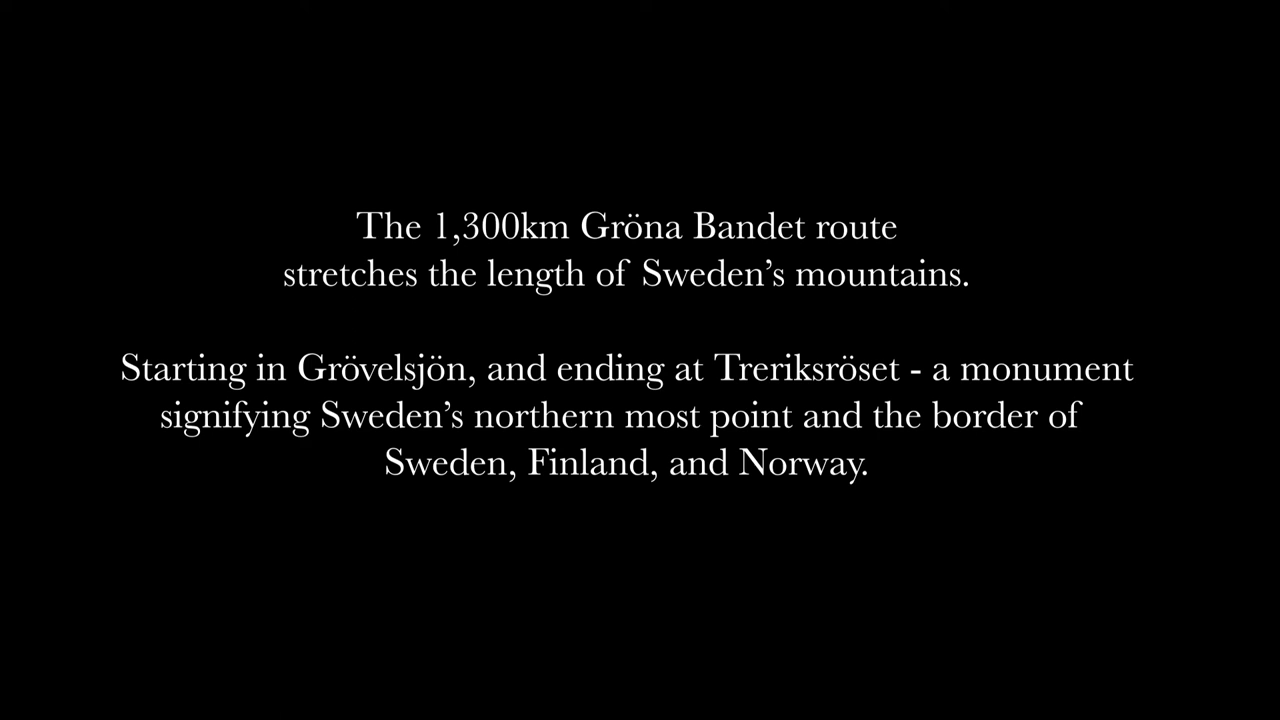 The 1,300km Gröna Bandet route
stretches the length of Sweden’s mountains.
Starting in Grövelsjön, and ending at Treriksröset - a monument
signifying Sweden’s northern most point and the border of
Sweden, Finland, and Norway.